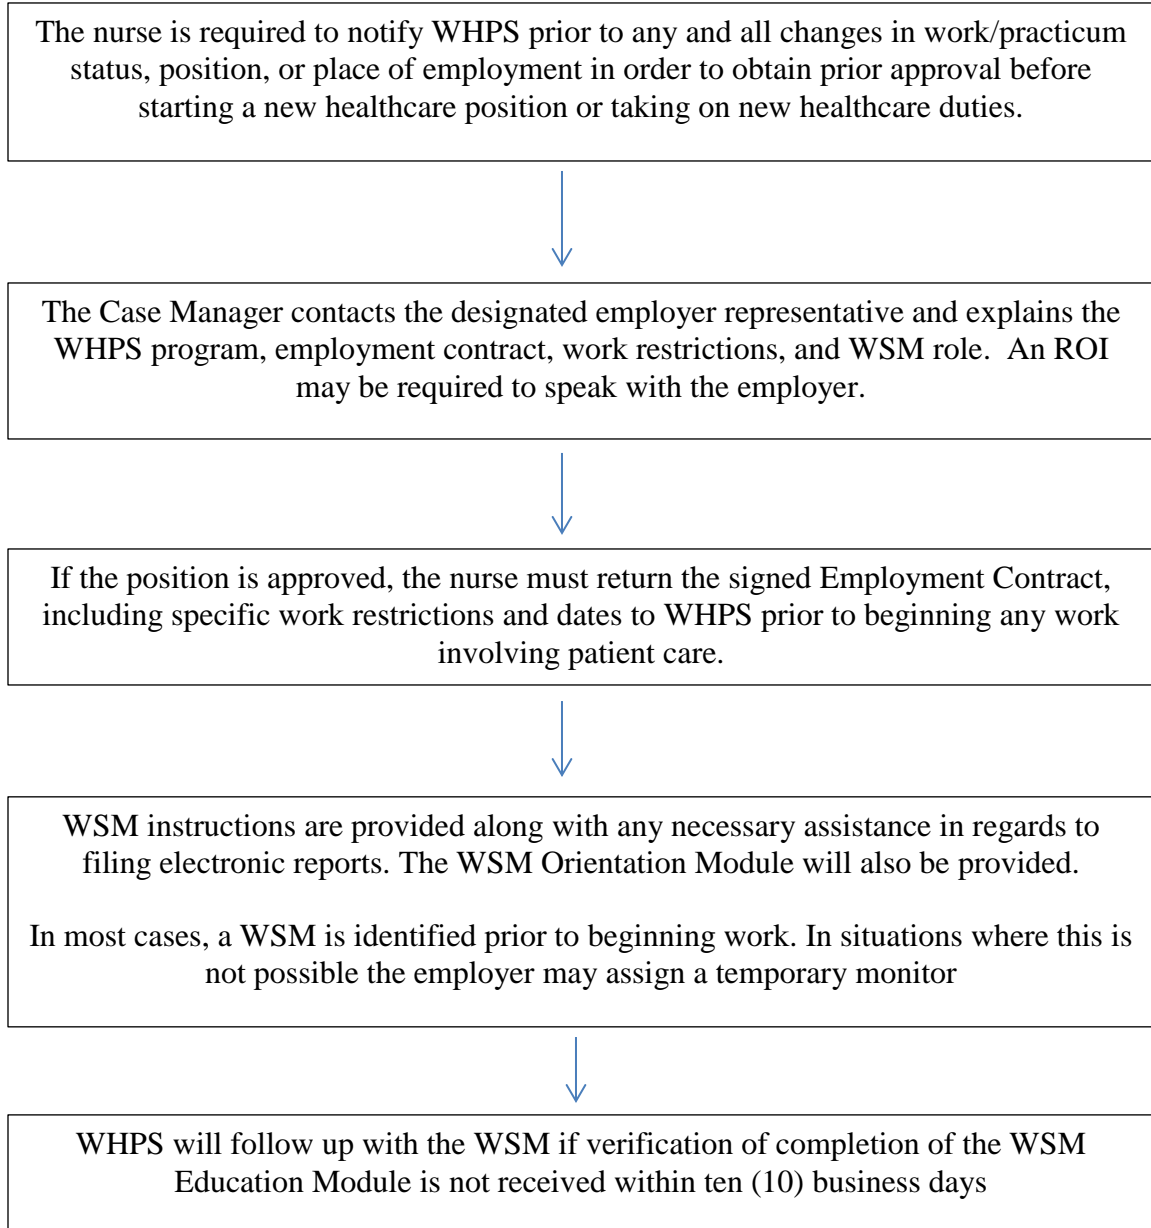 The nurse is required to notify WHPS prior to any and all changes in work/practicum
status, position, or place of employment in order to obtain prior approval before
starting a new healthcare position or taking on new healthcare duties.
The Case Manager contacts the designated employer representative and explains the
WHPS program, employment contract, work restrictions, and WSM role.  An ROI
may be required to speak with the employer.
If the position is approved, the nurse must return the signed Employment Contract,
including specific work restrictions and dates to WHPS prior to beginning any work
involving patient care.
WSM instructions are provided along with any necessary assistance in regards to
filing electronic reports. The WSM Orientation Module will also be provided.
In most cases, a WSM is identified prior to beginning work. In situations where this is
not possible the employer may assign a temporary monitor
WHPS will follow up with the WSM if verification of completion of the WSM
Education Module is not received within ten (10) business days